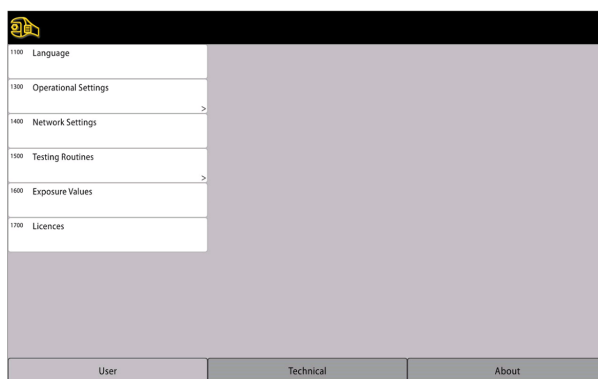 1100 Language
1300 Operational Settings
>
1400 Network Settings
1500 Testing Routines
>
1600 Exposure Values
1700 Licences
User Technical About